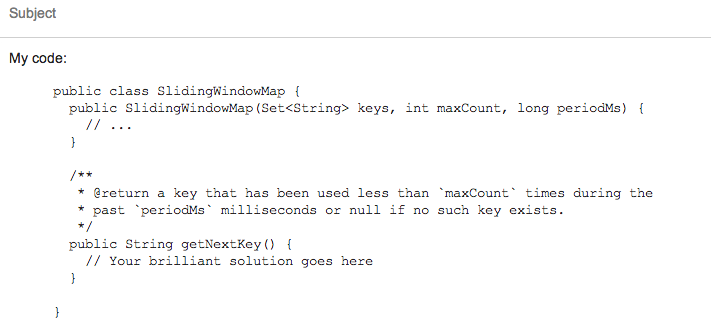 Subject
My code:
public class SlidingWindowMap {
public SlidingWindowMap(Set<String> keys, int maxCount, long periodMs) {
// ...
}
/**
* @return a key that has been used less than `maxCount` times during the
* past `periodMs` milliseconds or null if no such key exists.
*/
public String getNextKey() {
// Your brilliant solution goes here
}
}